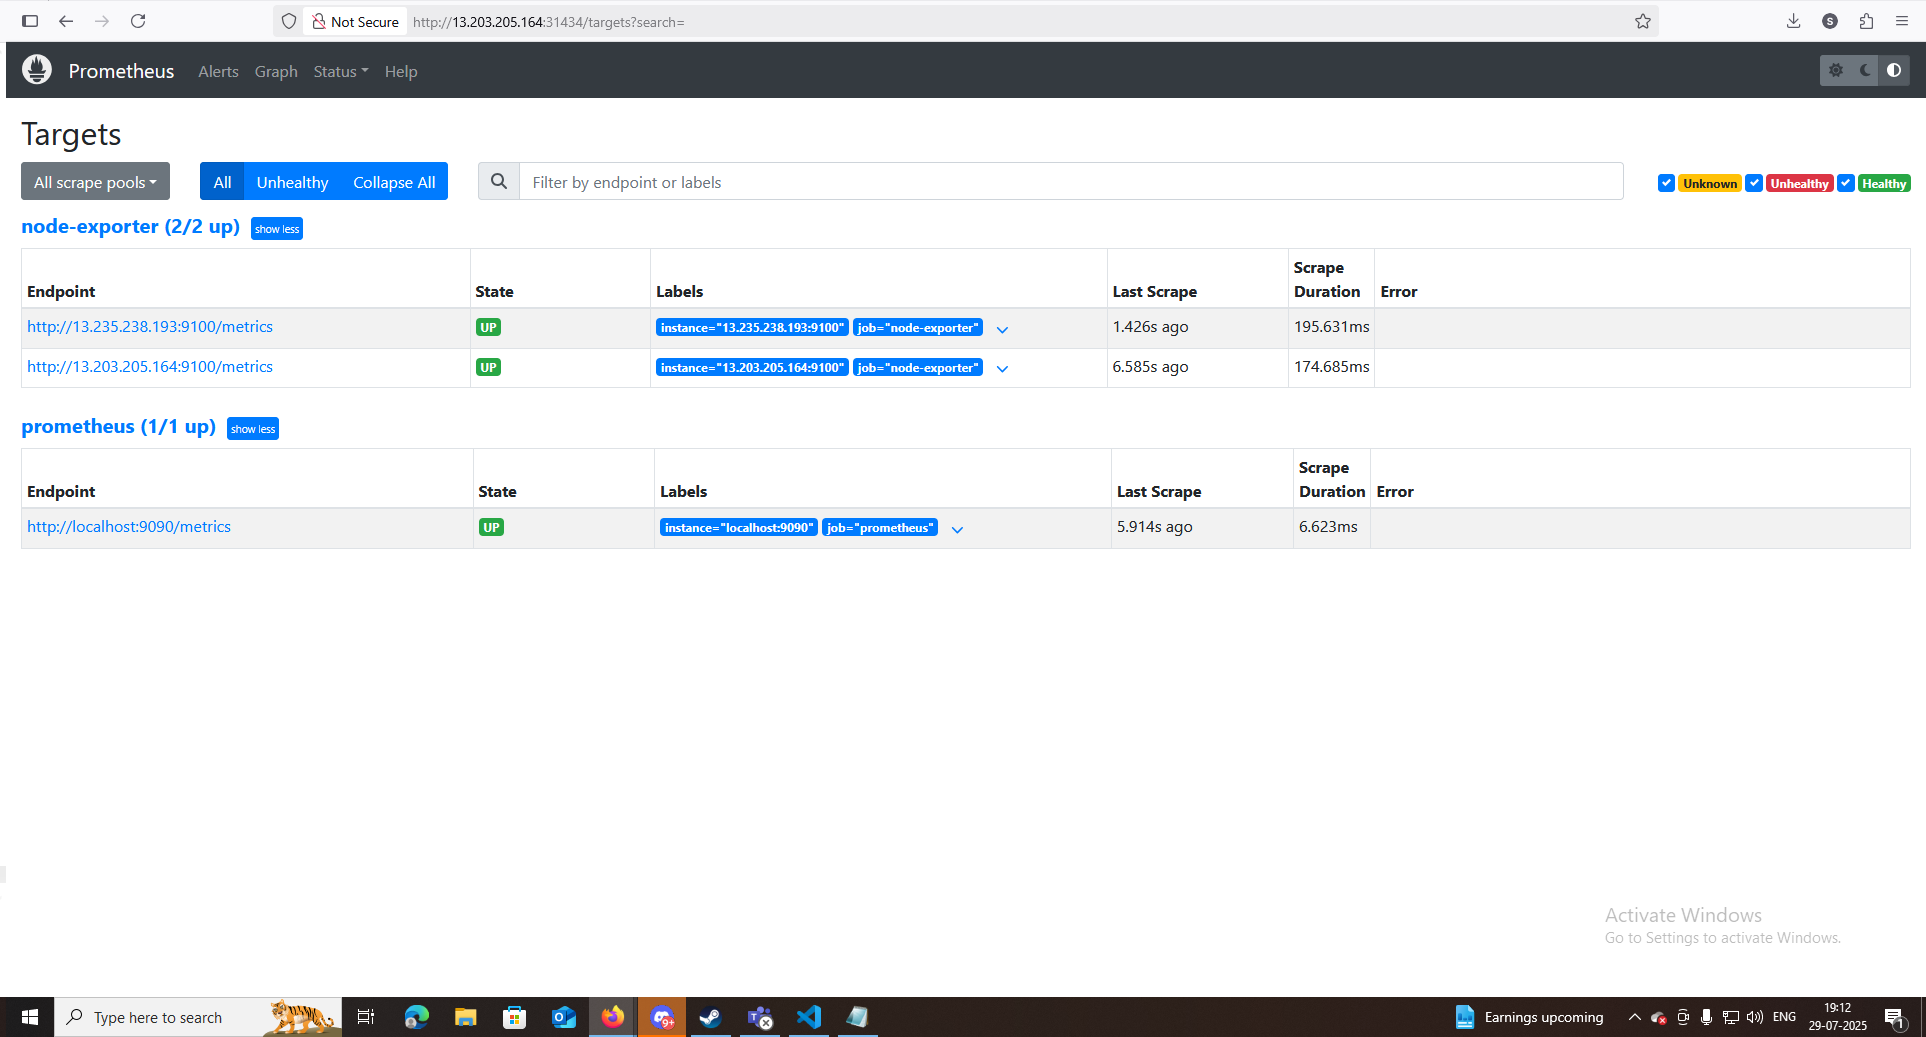 Not Secure http://13.203.205.164:31434/targets?search=
S
Prometheus Alerts Graph Status Help
Targets
All scrape pools All Unhealthy Collapse All Filter by endpoint or labels Unknown Unhealthy Healthy
node-exporter (2/2 up) show less
Endpoint State Labels Last Scrape Scrape Duration Error
http://13.235.238.193:9100/metrics UP instance="13.235.238.193:9100" job="node-exporter" 1.426s ago 195.631ms
http://13.203.205.164:9100/metrics UP instance="13.203.205.164:9100" job="node-exporter" 6.585s ago 174.685ms
prometheus (1/1 up) show less
Endpoint State Labels Last Scrape Scrape Duration Error
http://localhost:9090/metrics UP instance="localhost:9090" job="prometheus" 5.914s ago 6.623ms
Activate Windows
Go to Settings to activate Windows.
Type here to search 9+ Earnings upcoming ENG 19:12
29-07-2025 1